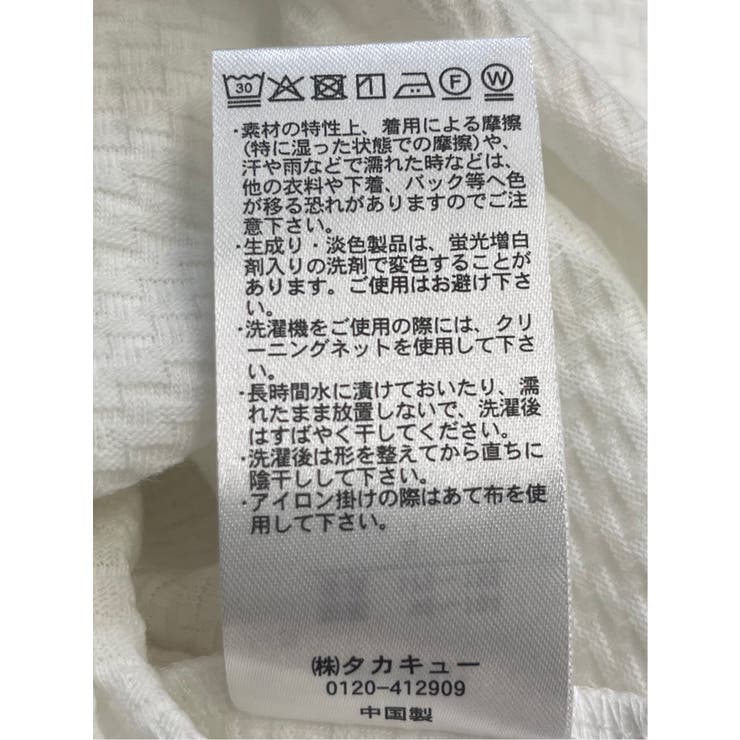 30 F W
・素材の特性上、着用による摩擦
(特に湿った状態での摩擦)や、
汗や雨などで濡れた時などは、
他の衣料や下着、バック等へ色
が移る恐れがありますのでご注
意下さい。
・生成り・淡色製品は、蛍光増白
剤入りの洗剤で変色することが
あります。ご使用はお避け下さ
い。
・洗濯機をご使用の際には、クリ
ーニングネットを使用して下さ
い。
・長時間水に漬けておいたり、濡
れたまま放置しないで、洗濯後
はすばやく干してください。
・洗濯後は形を整えてから直ちに
陰干しして下さい。
・アイロン掛けの際はあて布を使
用して下さい。
㈱タカキュー
0120-412909
中国製